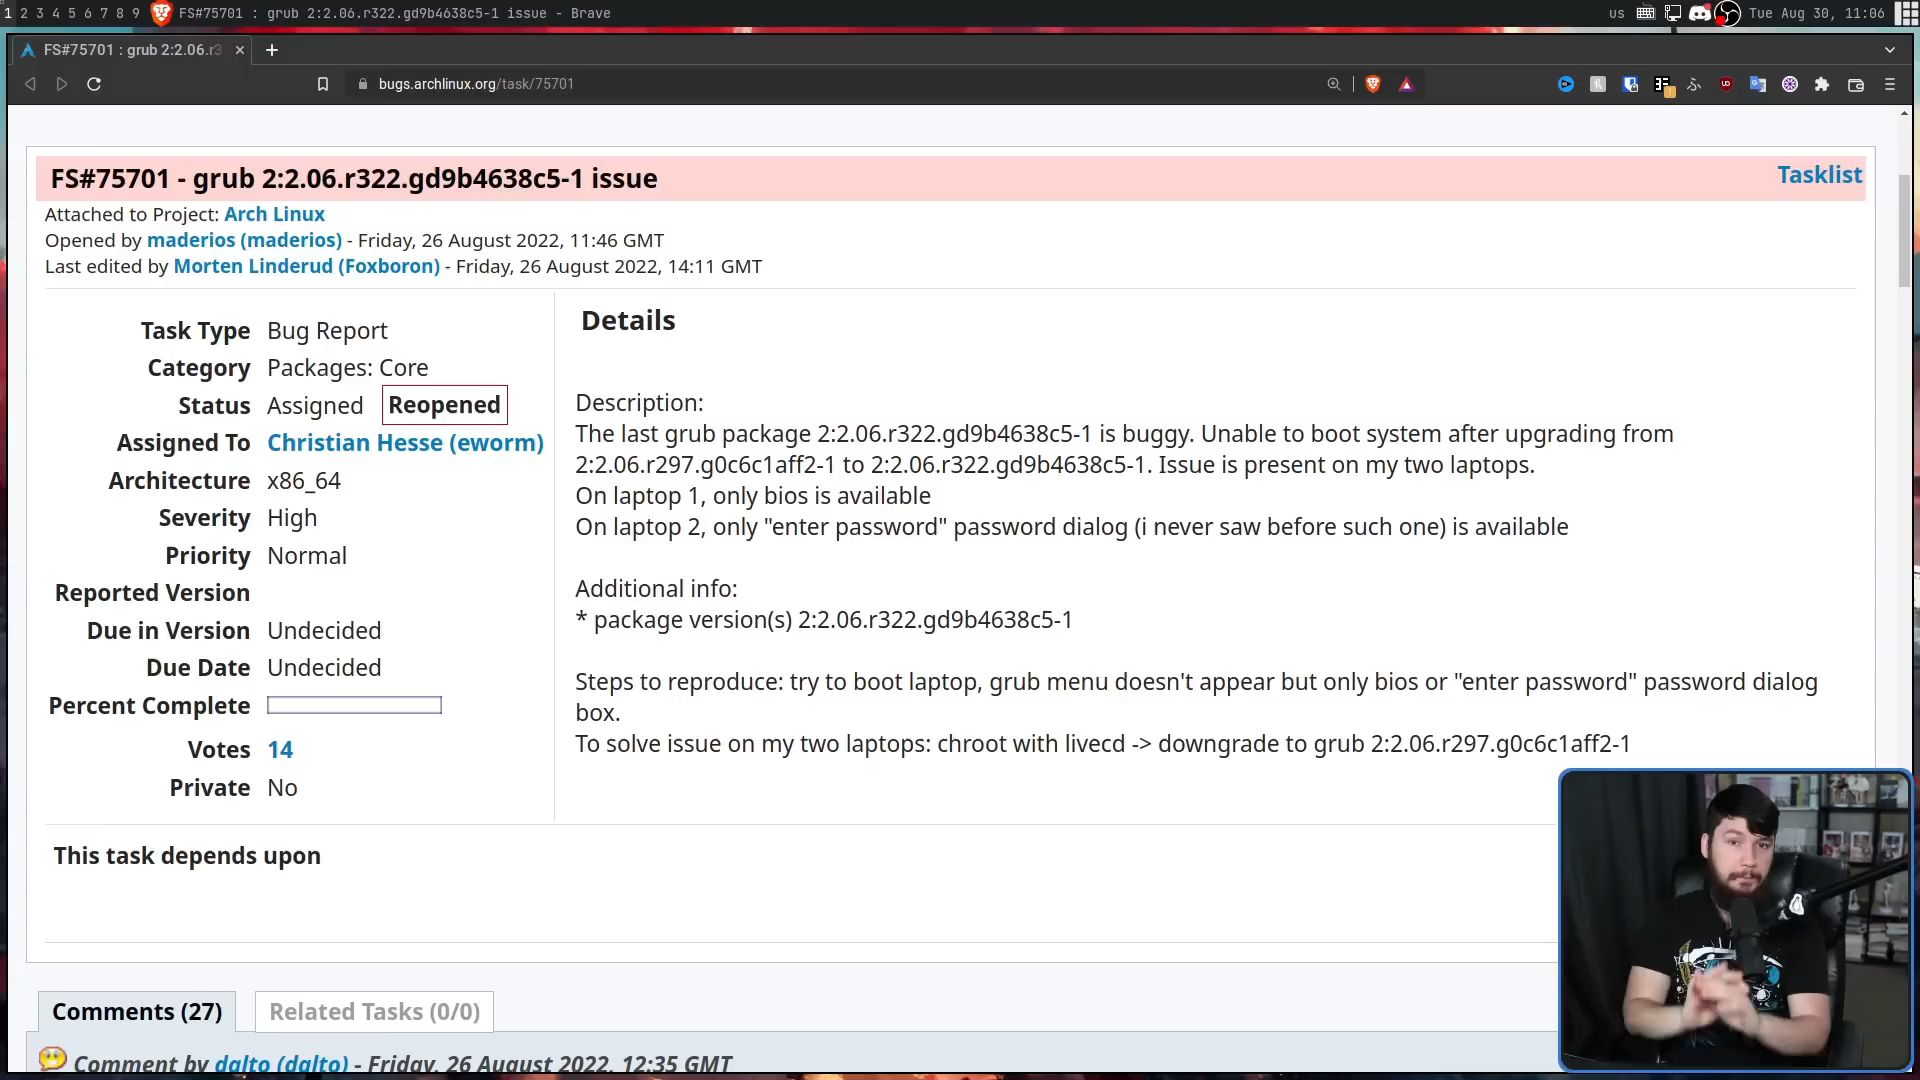 1 2 3 4 5 6 7 8 9 FS#75701 : grub 2:2.06.r322.gd9b4638c5-1 issue - Brave us Tue Aug 30, 11:06
FS#75701 : grub 2:2.06.r3
bugs.archlinux.org/task/75701
FS#75701 - grub 2:2.06.r322.gd9b4638c5-1 issue
Tasklist
Attached to Project: Arch Linux
Opened by maderios (maderios) - Friday, 26 August 2022, 11:46 GMT
Last edited by Morten Linderud (Foxboron) - Friday, 26 August 2022, 14:11 GMT
Task Type Bug Report
Category Packages: Core
Status Assigned Reopened
Assigned To Christian Hesse (eworm)
Architecture x86_64
Severity High
Priority Normal
Reported Version
Due in Version Undecided
Due Date Undecided
Percent Complete
Votes 14
Private No
Details
Description:
The last grub package 2:2.06.r322.gd9b4638c5-1 is buggy. Unable to boot system after upgrading from
2:2.06.r297.g0c6c1aff2-1 to 2:2.06.r322.gd9b4638c5-1. Issue is present on my two laptops.
On laptop 1, only bios is available
On laptop 2, only "enter password" password dialog (i never saw before such one) is available
Additional info:
* package version(s) 2:2.06.r322.gd9b4638c5-1
Steps to reproduce: try to boot laptop, grub menu doesn't appear but only bios or "enter password" password dialog
box.
To solve issue on my two laptops: chroot with livecd -> downgrade to grub 2:2.06.r297.g0c6c1aff2-1
This task depends upon
Comments (27)
Related Tasks (0/0)
Comment by dalto (dalto) - Friday, 26 August 2022, 12:35 GMT